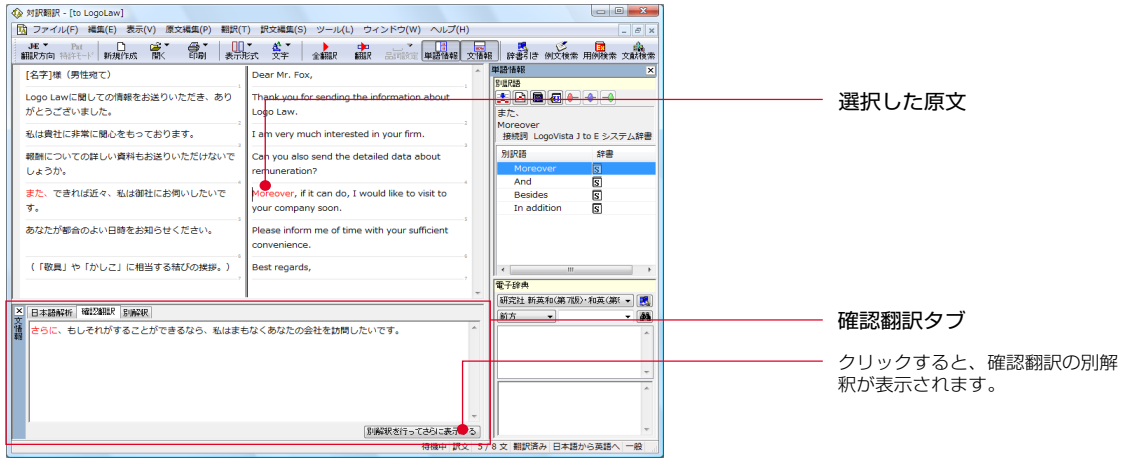 対訳翻訳 - [to LogoLaw]
ファイル(F) 編集(E) 表示(V) 原文編集(P) 翻訳(T) 訳文編集(S) ツール(L) ウィンドウ(W) ヘルプ(H)
JE Pat
翻訳方向 特許モード 新規作成 開く 印刷 表示形式 文字 全翻訳 翻訳 品詞設定 単語情報 文情報 辞書引き 例文検索 用例検索 文献検索
[名字]様（男性宛て）
Dear Mr. Fox,
1
Logo Lawに関しての情報をお送りいただき、あり
がとうございました。
Thank you for sending the information about
Logo Law.
2
私は貴社に非常に関心をもっております。
I am very much interested in your firm.
3
報酬についての詳しい資料もお送りいただけないで
しょうか。
Can you also send the detailed data about
remuneration?
4
また、できれば近々、私は御社にお伺いしたいで
す。
Moreover, if it can do, I would like to visit to
your company soon.
5
あなたが都合のよい日時をお知らせください。
Please inform me of time with your sufficient
convenience.
6
（「敬具」や「かしこ」に相当する結びの挨拶。）
Best regards,
7
単語情報
別訳語
また、
Moreover
接続詞 LogoVista J to E システム辞書
別訳語 辞書
Moreover S
And S
Besides S
In addition S
電子辞典
研究社 新英和(第7版)・和英(第
前方
文情報
日本語解析 確認翻訳 別解釈
さらに、もしそれがすることができるなら、私はまもなくあなたの会社を訪問したいです。
別解釈を行ってさらに表示する
待機中 訳文 5 / 8 文 翻訳済み 日本語から英語へ 一般
選択した原文
確認翻訳タブ
クリックすると、確認翻訳の別解
釈が表示されます。